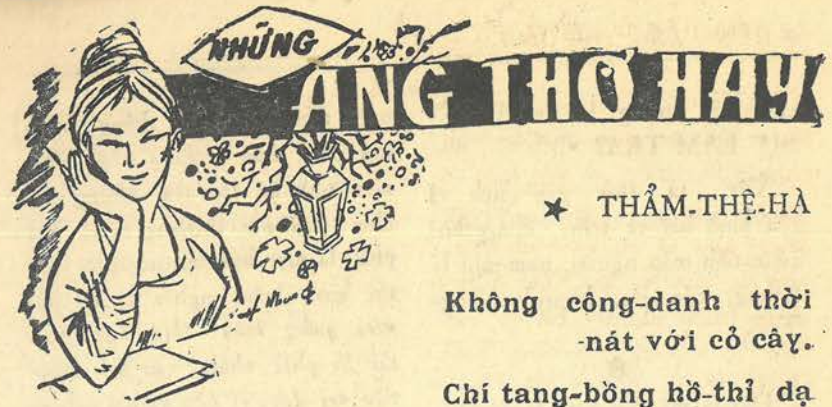 NHỮNG
ANG THƠ HAY
★ THẨM-THỆ-HÀ
Không công-danh thời
-nát với cỏ cây.
Chí tang-bồng hồ-thỉ dạ